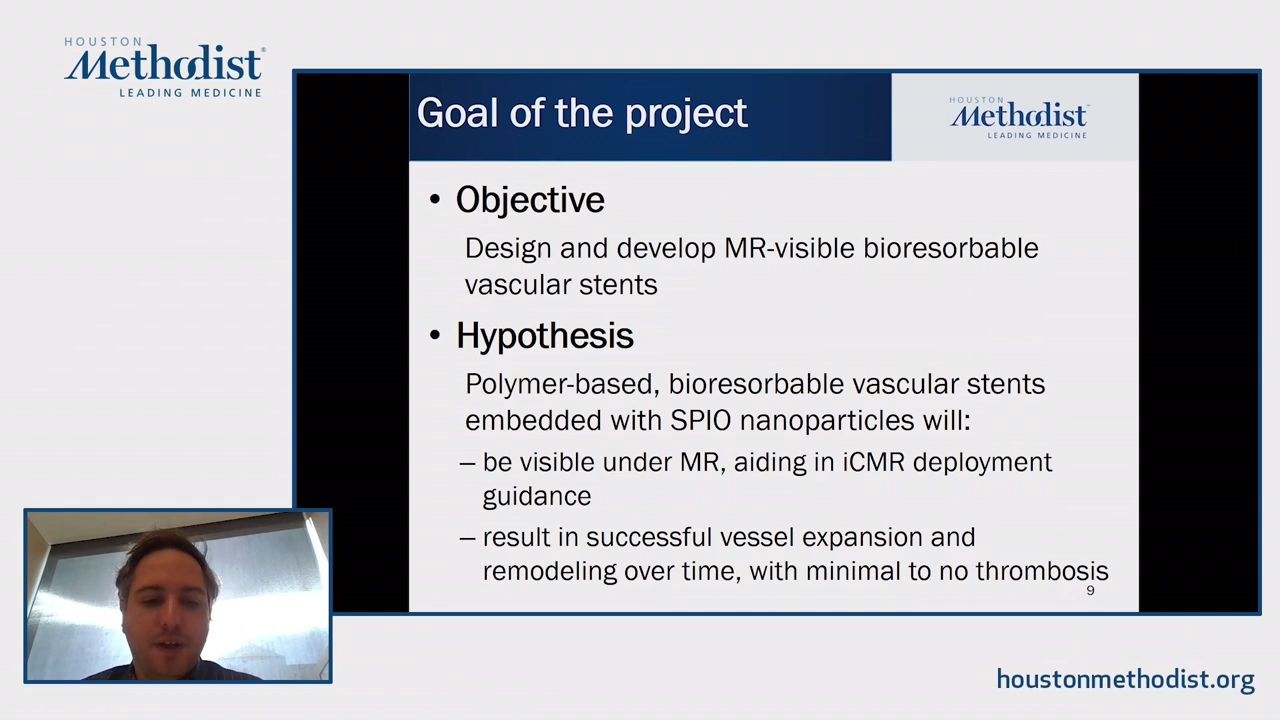 HOUSTON
Methodist®
LEADING MEDICINE
Goal of the project
HOUSTON
Methodist
LEADING MEDICINE
• Objective
Design and develop MR-visible bioresorbable
vascular stents
• Hypothesis
Polymer-based, bioresorbable vascular stents
embedded with SPIO nanoparticles will:
– be visible under MR, aiding in iCMR deployment
guidance
– result in successful vessel expansion and
remodeling over time, with minimal to no thrombosis
9
houstonmethodist.org